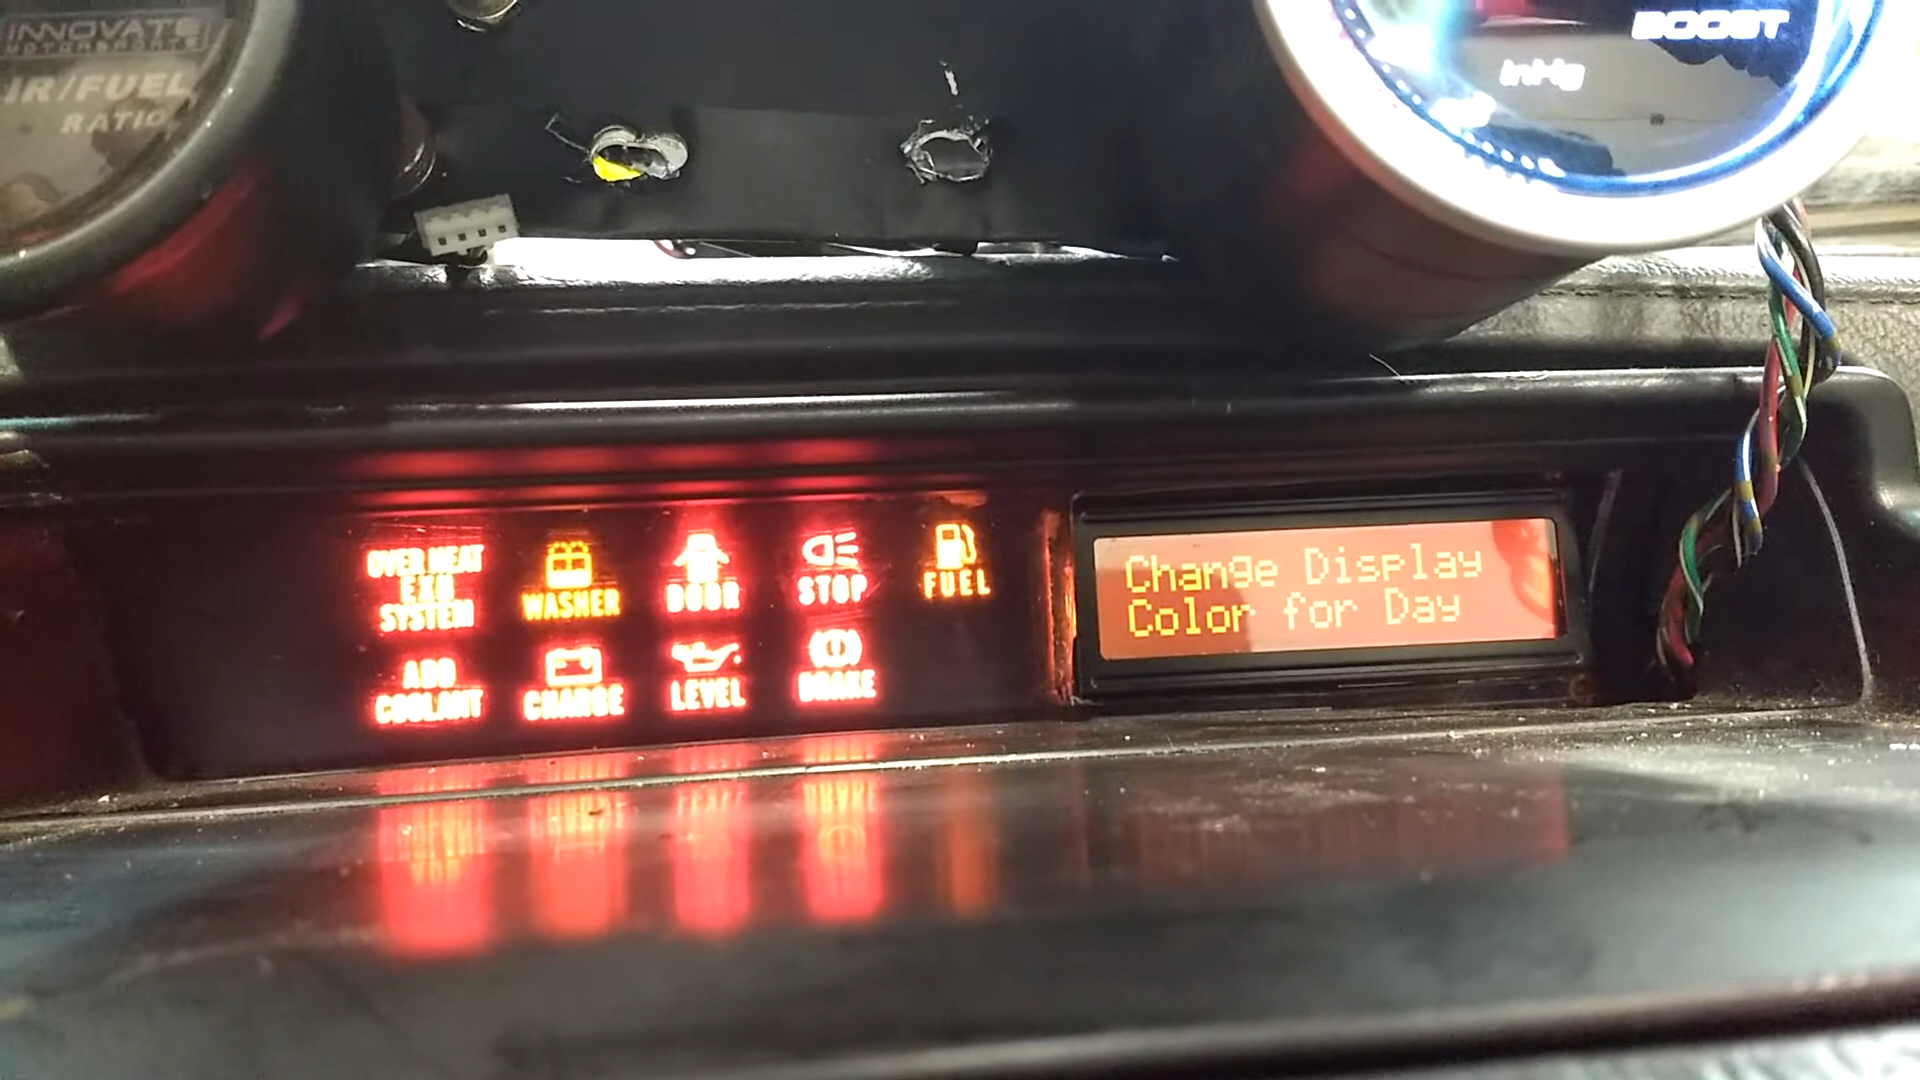 INNOVATE
MOTORSPORTS
IR/FUEL
RATIO
BOOST
inHg
OVER HEAT
EXH
SYSTEM
WASHER
DOOR
STOP
FUEL
ADD
COOLANT
CHARGE
LEVEL
BRAKE
Change Display
Color for Day